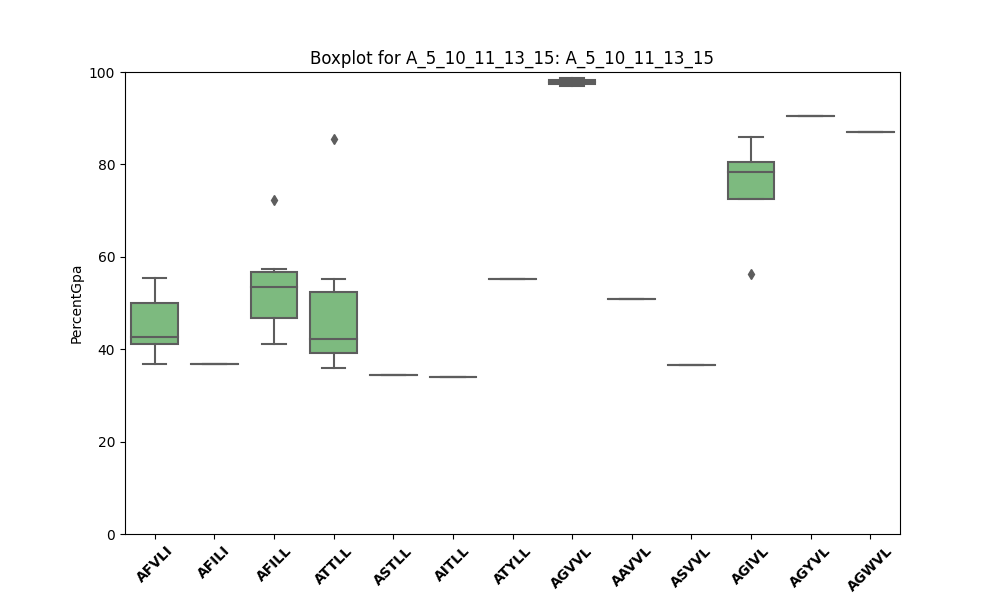 Boxplot for A_5_10_11_13_15: A_5_10_11_13_15
100
80
60
40
20
0
PercentGpa
AFVLI
AFILI
AFILL
ATTLL
ASTLL
AITLL
ATYLL
AGVVL
AAVVL
ASVVL
AGIVL
AGYVL
AGWVL